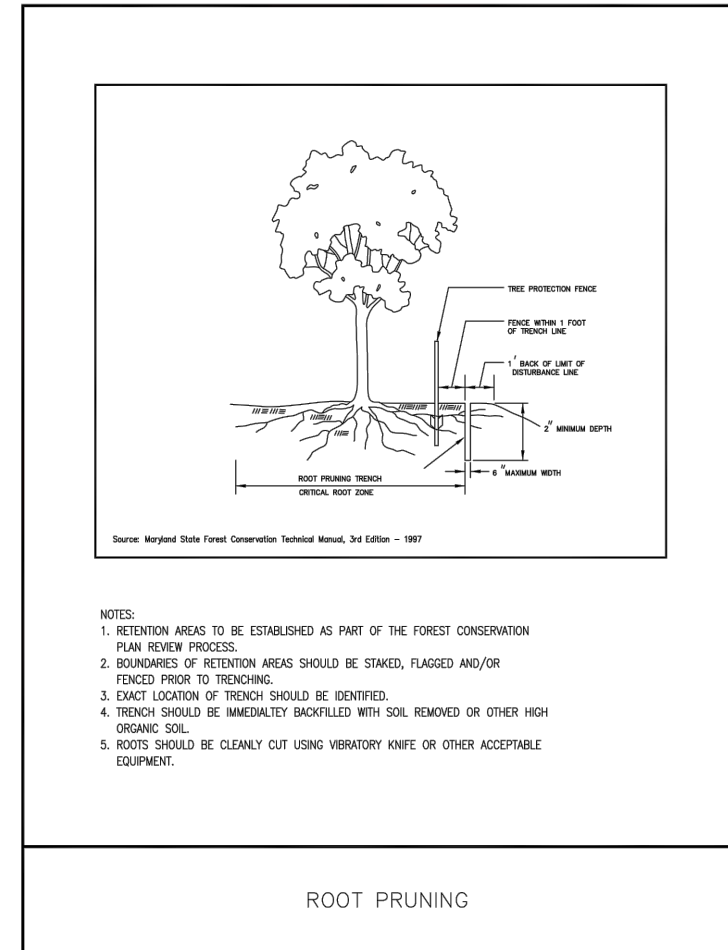 TREE PROTECTION FENCE
FENCE WITHIN 1 FOOT
OF TRENCH LINE
1' BACK OF LIMIT OF
DISTURBANCE LINE
2" MINIMUM DEPTH
6" MAXIMUM WIDTH
ROOT PRUNING TRENCH
CRITICAL ROOT ZONE
Source: Maryland State Forest Conservation Technical Manual, 3rd Edition – 1997
NOTES:
1. RETENTION AREAS TO BE ESTABLISHED AS PART OF THE FOREST CONSERVATION
PLAN REVIEW PROCESS.
2. BOUNDARIES OF RETENTION AREAS SHOULD BE STAKED, FLAGGED AND/OR
FENCED PRIOR TO TRENCHING.
3. EXACT LOCATION OF TRENCH SHOULD BE IDENTIFIED.
4. TRENCH SHOULD BE IMMEDIALTEY BACKFILLED WITH SOIL REMOVED OR OTHER HIGH
ORGANIC SOIL.
5. ROOTS SHOULD BE CLEANLY CUT USING VIBRATORY KNIFE OR OTHER ACCEPTABLE
EQUIPMENT.
ROOT PRUNING